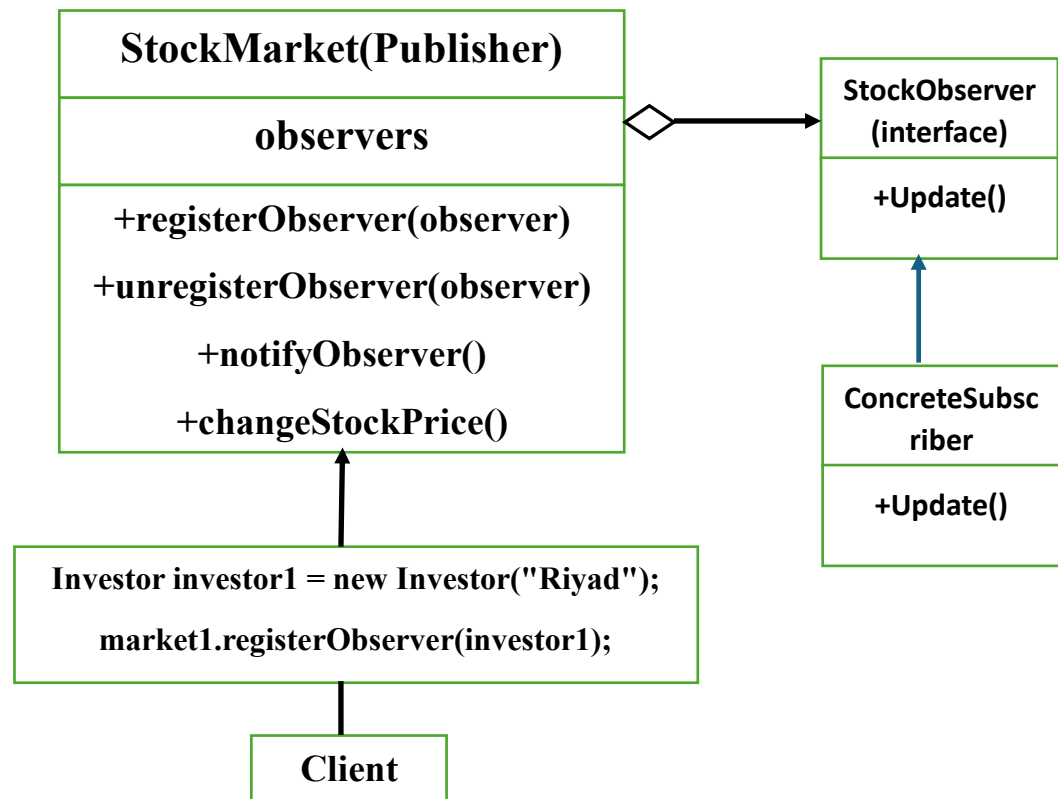 StockMarket(Publisher)
observers
+registerObserver(observer)
+unregisterObserver(observer)
+notifyObserver()
+changeStockPrice()
StockObserver
(interface)
+Update()
ConcreteSubsc
riber
+Update()
Investor investor1 = new Investor("Riyad");
market1.registerObserver(investor1);
Client